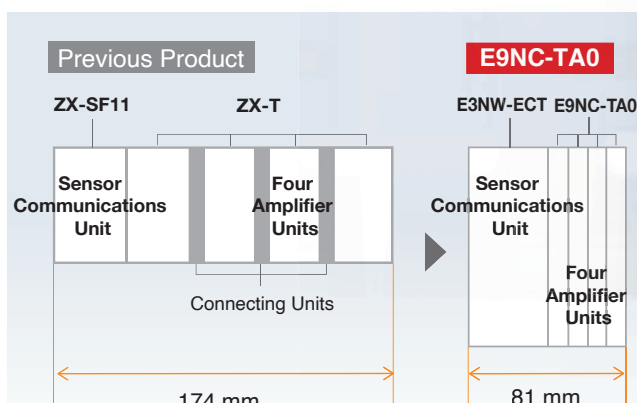 Previous Product
ZX-SF11
ZX-T
Sensor
Communications
Unit
Four
Amplifier
Units
Connecting Units
174 mm
E9NC-TA0
E3NW-ECT E9NC-TA0
Sensor
Communications
Unit
Four
Amplifier
Units
81 mm